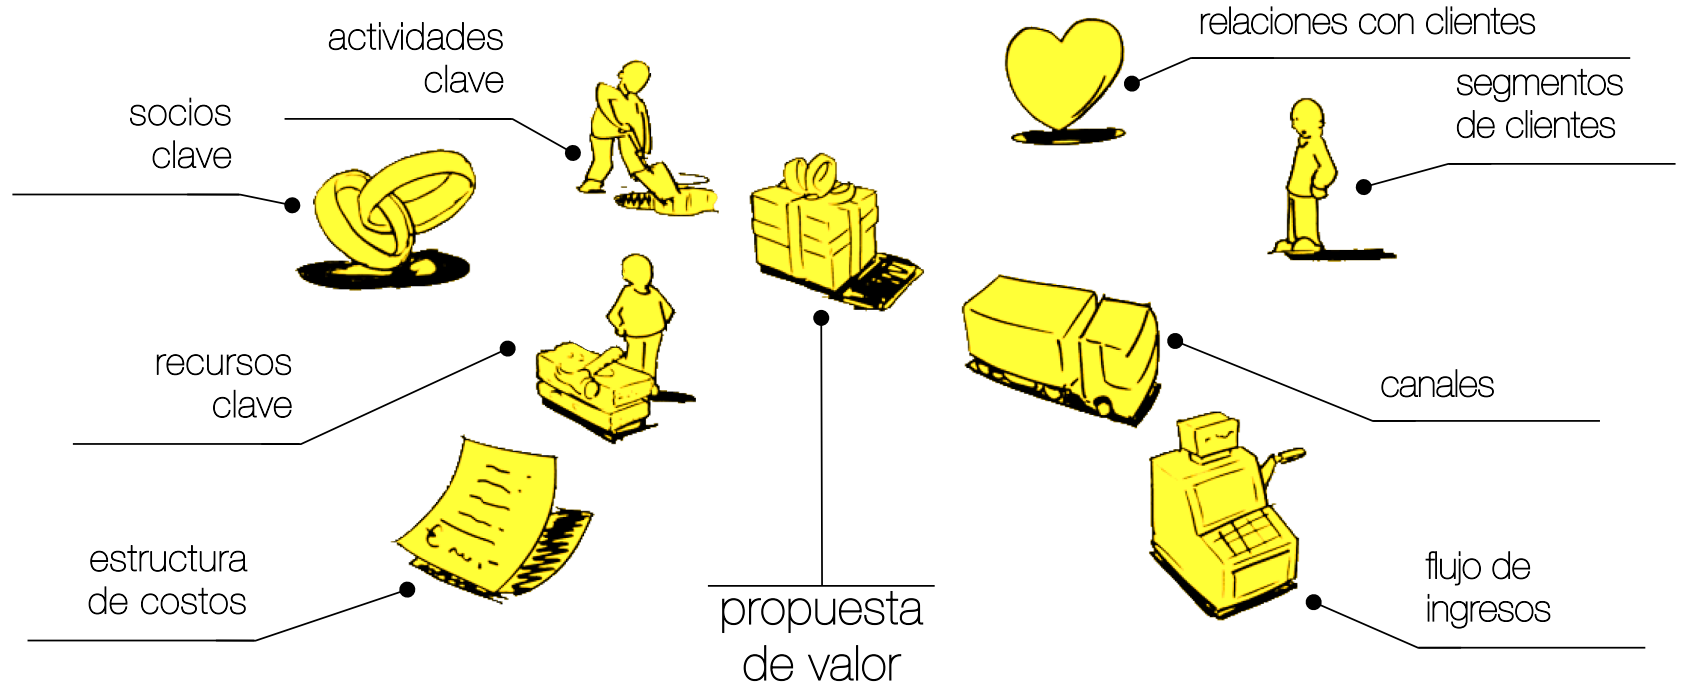 relaciones con clientes
actividades
clave
segmentos
de clientes
socios
clave
recursos
clave
canales
estructura
de costos
flujo de
ingresos
propuesta
de valor